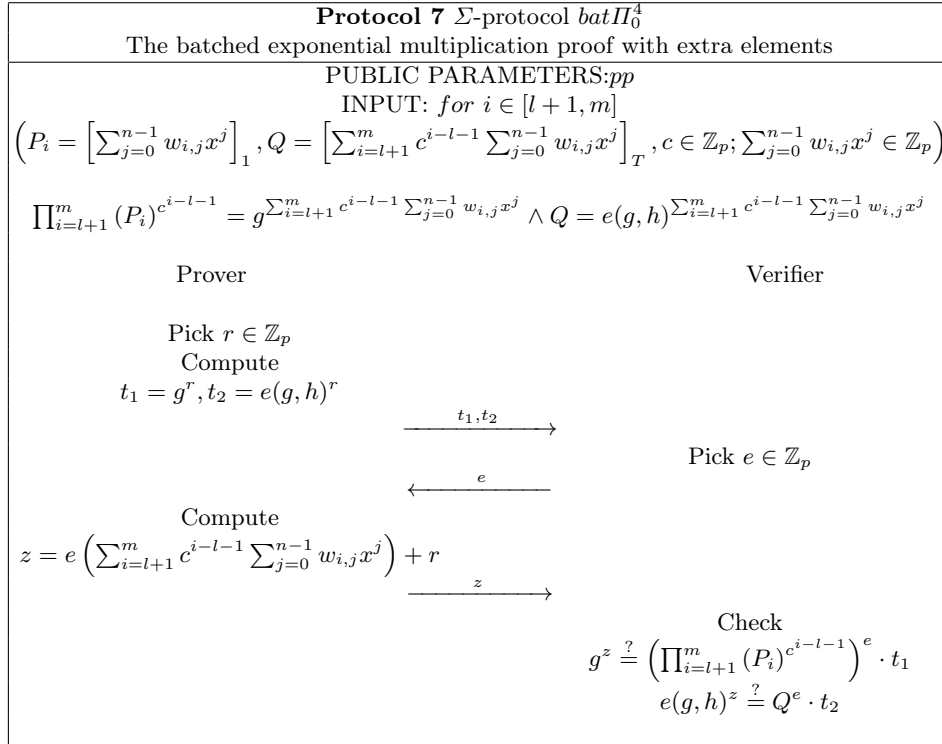 Protocol 7 Σ-protocol batΠ₀⁴
The batched exponential multiplication proof with extra elements
PUBLIC PARAMETERS:pp
INPUT: for i ∈ [l + 1, m]
(P_i = [∑_{j=0}^{n−1} w_{i,j} x^j]_1, Q = [∑_{i=l+1}^{m} c^{i−l−1} ∑_{j=0}^{n−1} w_{i,j} x^j]_T, c ∈ ℤ_p; ∑_{j=0}^{n−1} w_{i,j} x^j ∈ ℤ_p)
∏_{i=l+1}^{m} (P_i)^{c^{i−l−1}} = g^{∑_{i=l+1}^{m} c^{i−l−1} ∑_{j=0}^{n−1} w_{i,j} x^j} ∧ Q = e(g, h)^{∑_{i=l+1}^{m} c^{i−l−1} ∑_{j=0}^{n−1} w_{i,j} x^j}
Prover Verifier
Pick r ∈ ℤ_p
Compute
t_1 = g^r, t_2 = e(g, h)^r
t_1,t_2
Pick e ∈ ℤ_p
e
Compute
z = e (∑_{i=l+1}^{m} c^{i−l−1} ∑_{j=0}^{n−1} w_{i,j} x^j) + r
z
Check
g^z ≟ (∏_{i=l+1}^{m} (P_i)^{c^{i−l−1}})^e · t_1
e(g, h)^z ≟ Q^e · t_2